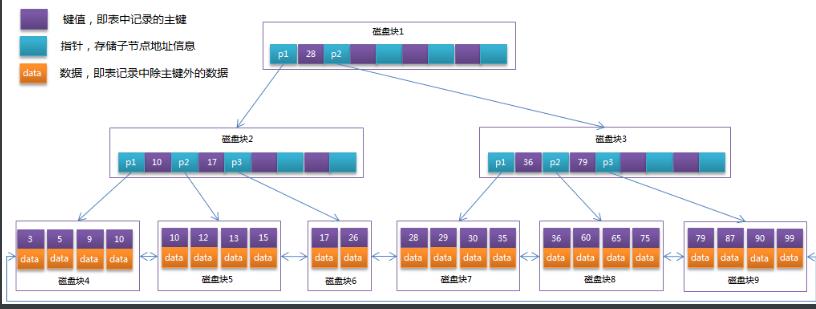 键值，即表中记录的主键
指针，存储子节点地址信息
data 数据，即表记录中除主键外的数据
磁盘块1
p1 28 p2
磁盘块2
p1 10 p2 17 p3
磁盘块3
p1 36 p2 79 p3
3 5 9 10
data data data data
磁盘块4
10 12 13 15
data data data data
磁盘块5
17 26
data data
磁盘块6
28 29 30 35
data data data data
磁盘块7
36 60 65 75
data data data data
磁盘块8
79 87 90 99
data data data data
磁盘块9